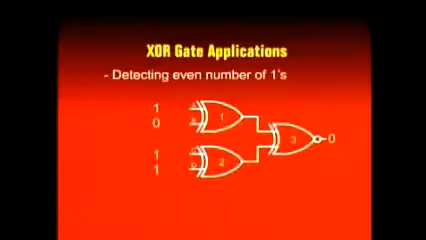 XOR Gate Applications
- Detecting even number of 1's
1 A
0 B
1
3 0
1 C
1 D
2